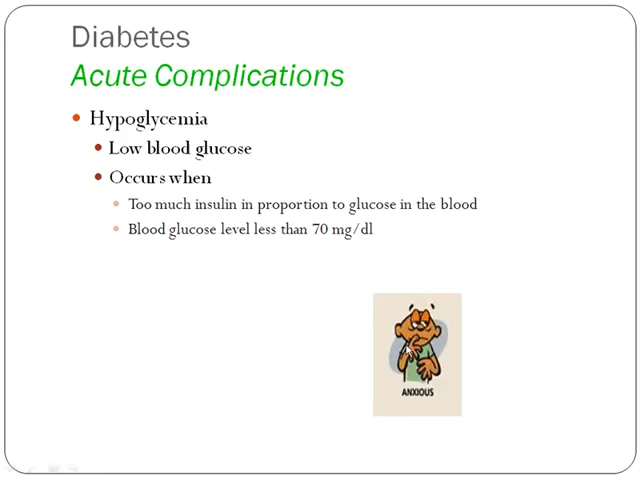 Diabetes
Acute Complications
Hypoglycemia
Low blood glucose
Occurs when
Too much insulin in proportion to glucose in the blood
Blood glucose level less than 70 mg/dl
ANXIOUS